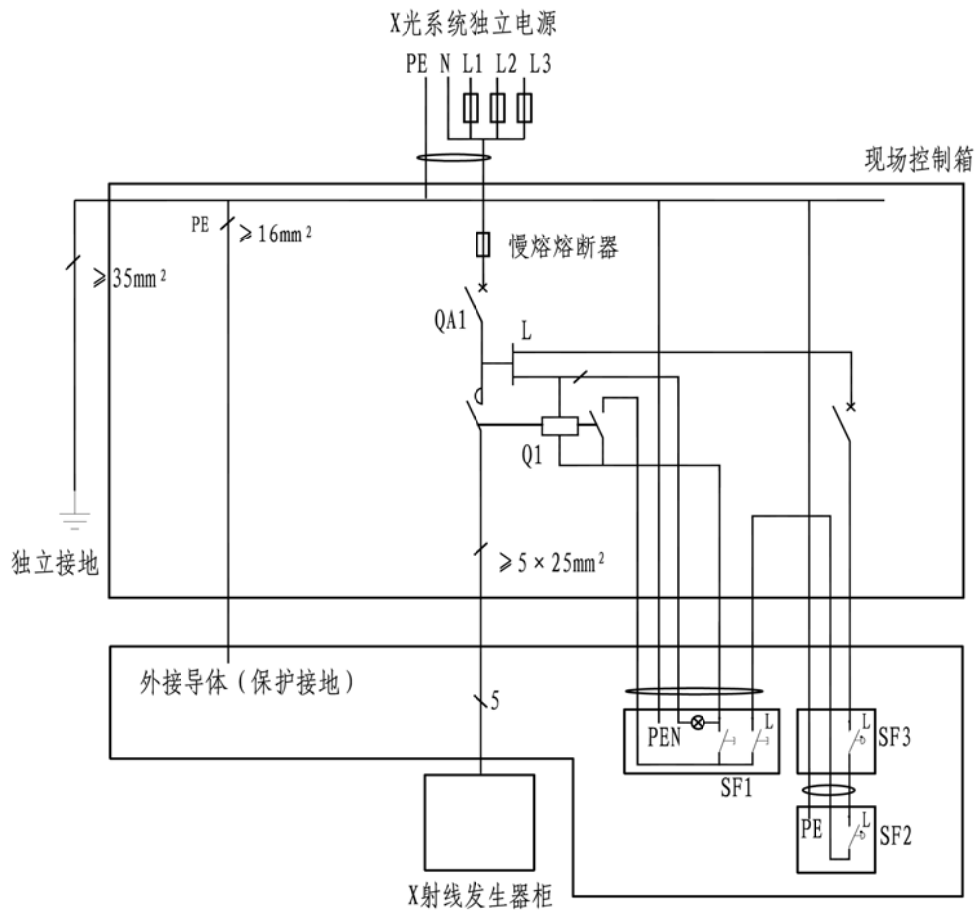 X光系统独立电源
PE N L1 L2 L3
现场控制箱
PE
≥16mm²
≥35mm²
慢熔熔断器
QA1
L
Q1
独立接地
≥5×25mm²
外接导体(保护接地)
5
PEN
L
SF1
L
SF3
PE
L
SF2
X射线发生器柜